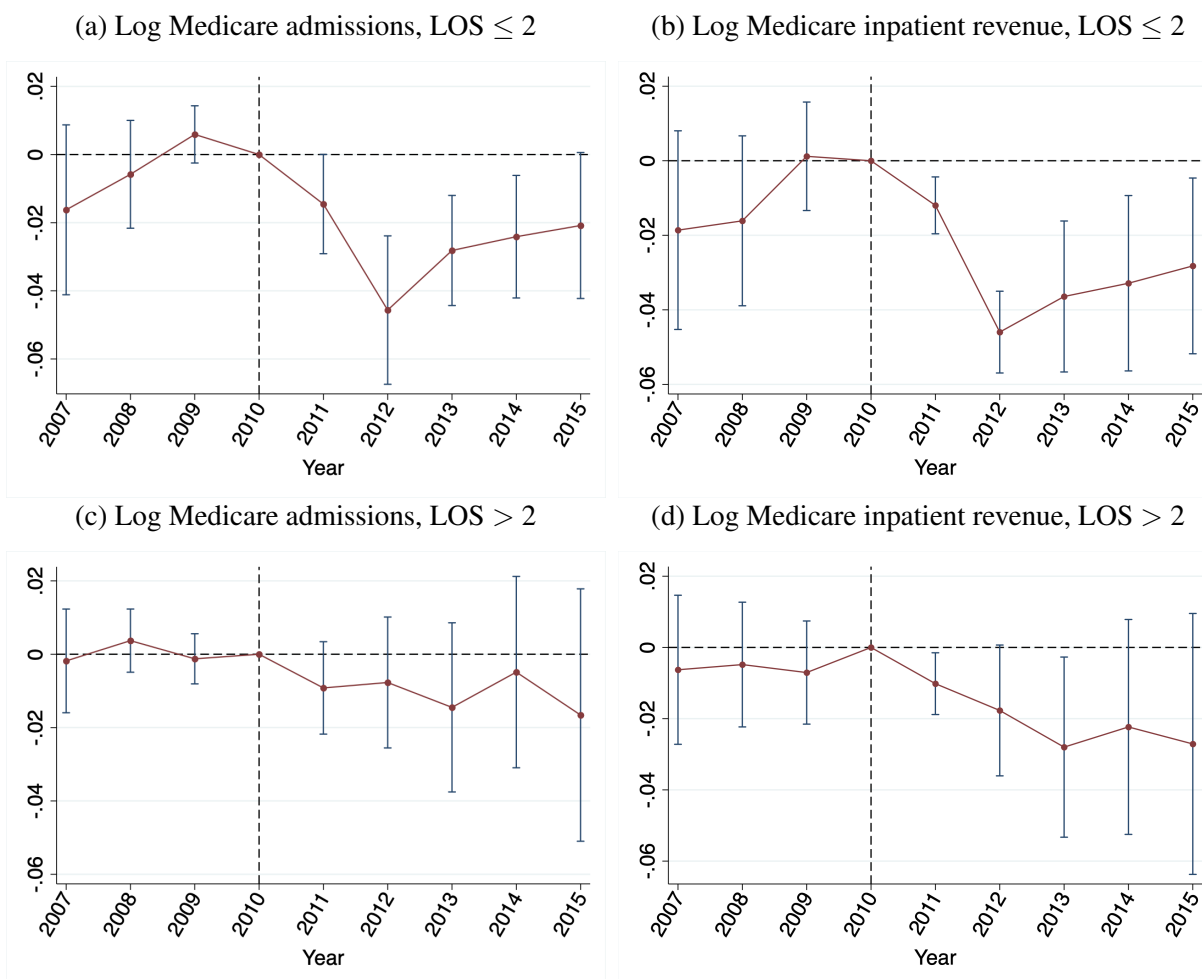 (a) Log Medicare admissions, LOS ≤ 2
.02
0
-.02
-.04
-.06
2007 2008 2009 2010 2011 2012 2013 2014 2015
Year
(b) Log Medicare inpatient revenue, LOS ≤ 2
.02
0
-.02
-.04
-.06
2007 2008 2009 2010 2011 2012 2013 2014 2015
Year
(c) Log Medicare admissions, LOS > 2
.02
0
-.02
-.04
-.06
2007 2008 2009 2010 2011 2012 2013 2014 2015
Year
(d) Log Medicare inpatient revenue, LOS > 2
.02
0
-.02
-.04
-.06
2007 2008 2009 2010 2011 2012 2013 2014 2015
Year